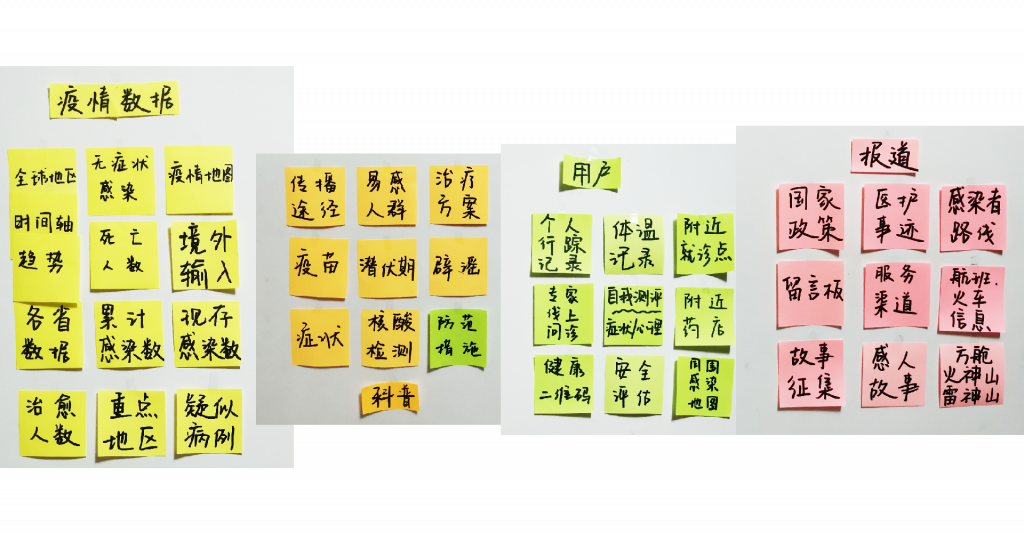 疫情数据
全球地区
无症状
感染
疫情地图
时间轴
趋势
死亡
人数
境外
输入
各省
数据
累计
感染数
现存
感染数
治愈
人数
重点
地区
疑似
病例
传播
途径
易感
人群
治疗
方案
疫苗
潜伏期
辟谣
症状
核酸
检测
防范
措施
科普
用户
个人
行踪
记录
体温
记录
附近
就诊点
专家
线上
问诊
自我测评
症状/心理
附近
药店
健康
二维码
安全
评估
周围
感染
地图
报道
国家
政策
医护
事迹
感染者
路线
留言板
服务
渠道
航班.
火车
信息
故事
征集
感人
故事
方舱
火神山
雷神山